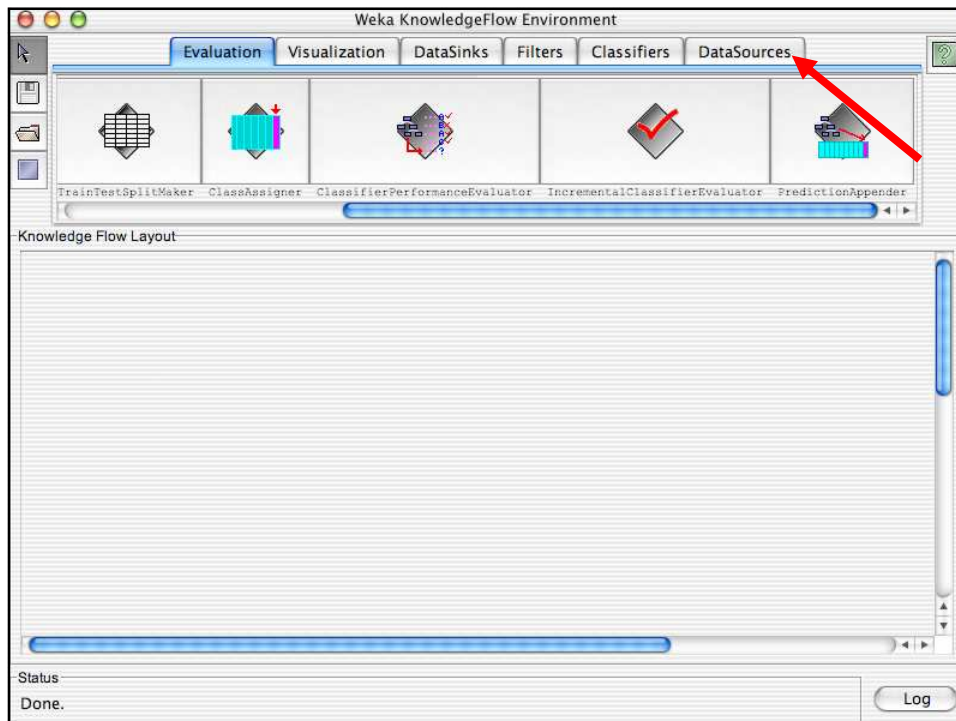 Weka KnowledgeFlow Environment
Evaluation Visualization DataSinks Filters Classifiers DataSources
TrainTestSplitMaker ClassAssigner ClassifierPerformanceEvaluator IncrementalClassifierEvaluator PredictionAppender
Knowledge Flow Layout
Status
Done.
Log